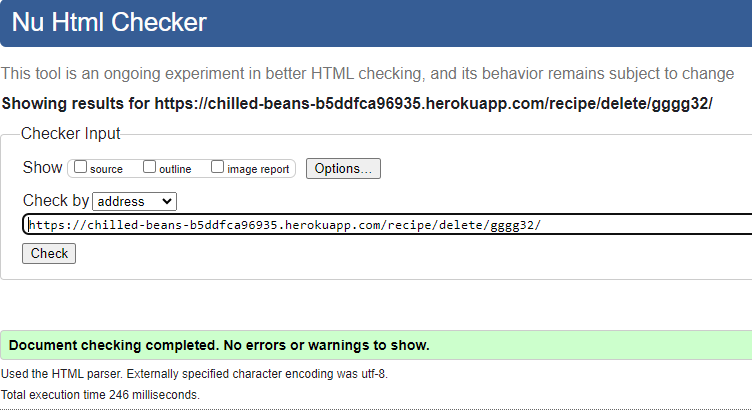 Nu Html Checker
This tool is an ongoing experiment in better HTML checking, and its behavior remains subject to change
Showing results for https://chilled-beans-b5ddfca96935.herokuapp.com/recipe/delete/gggg32/
Checker Input
Show source outline image report Options...
Check by address
https://chilled-beans-b5ddfca96935.herokuapp.com/recipe/delete/gggg32/
Check
Document checking completed. No errors or warnings to show.
Used the HTML parser. Externally specified character encoding was utf-8.
Total execution time 246 milliseconds.